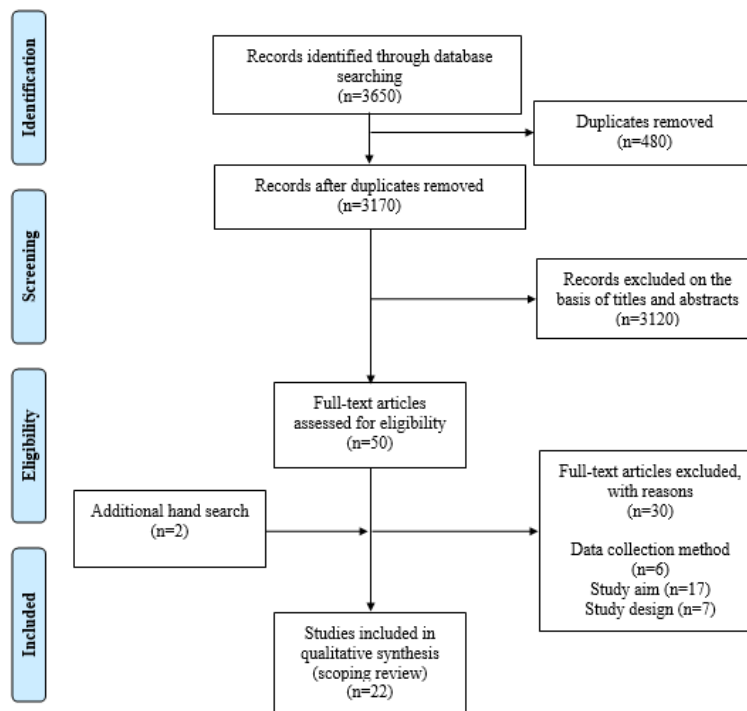 Identification
Records identified through database
searching
(n=3650)
Duplicates removed
(n=480)
Records after duplicates removed
(n=3170)
Screening
Records excluded on the
basis of titles and abstracts
(n=3120)
Eligibility
Full-text articles
assessed for eligibility
(n=50)
Additional hand search
(n=2)
Full-text articles excluded,
with reasons
(n=30)
Data collection method
(n=6)
Study aim (n=17)
Study design (n=7)
Included
Studies included in
qualitative synthesis
(scoping review)
(n=22)